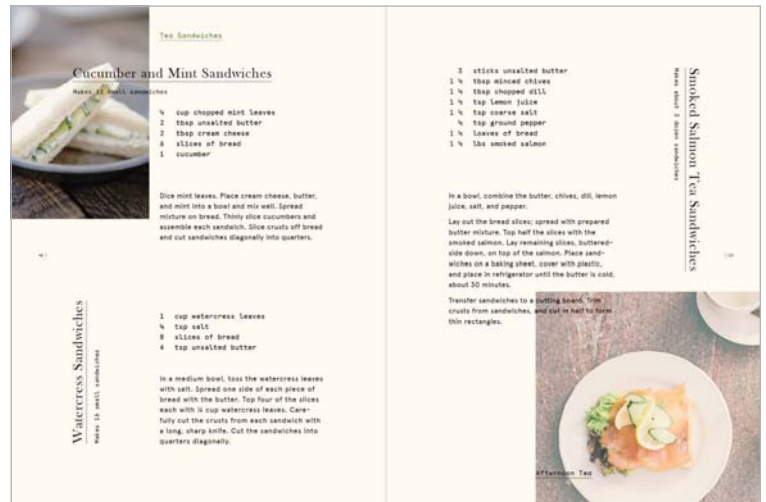 Tea Sandwiches
Cucumber and Mint Sandwiches
Makes 12 small sandwiches
¼ cup chopped mint leaves
2 tbsp unsalted butter
2 tbsp cream cheese
6 slices of bread
1 cucumber
Dice mint leaves. Place cream cheese, butter,
and mint into a bowl and mix well. Spread
mixture on bread. Thinly slice cucumbers and
assemble each sandwich. Slice crusts off bread
and cut sandwiches diagonally into quarters.
Watercress Sandwiches
Makes 16 small sandwiches
1 cup watercress leaves
¼ tsp salt
8 slices of bread
4 tsp unsalted butter
In a medium bowl, toss the watercress leaves
with salt. Spread one side of each piece of
bread with the butter. Top four of the slices
each with ¼ cup watercress leaves. Care-
fully cut the crusts from each sandwich with
a long, sharp knife. Cut the sandwiches into
quarters diagonally.
Smoked Salmon Tea Sandwiches
Makes about 3 dozen sandwiches
3 sticks unsalted butter
1 ½ tbsp minced chives
1 ½ tbsp chopped dill
1 ½ tsp lemon juice
1 ½ tsp coarse salt
tsp ground pepper
1 ½ loaves of bread
1 ½ lbs smoked salmon
In a bowl, combine the butter, chives, dill, lemon
juice, salt, and pepper.
Lay out the bread slices; spread with prepared
butter mixture. Top half the slices with the
smoked salmon. Lay remaining slices, buttered-
side down, on top of the salmon. Place sand-
wiches on a baking sheet, cover with plastic,
and place in refrigerator until the butter is cold,
about 30 minutes.
Transfer sandwiches to a cutting board. Trim
crusts from sandwiches, and cut in half to form
thin rectangles.
Afternoon Tea